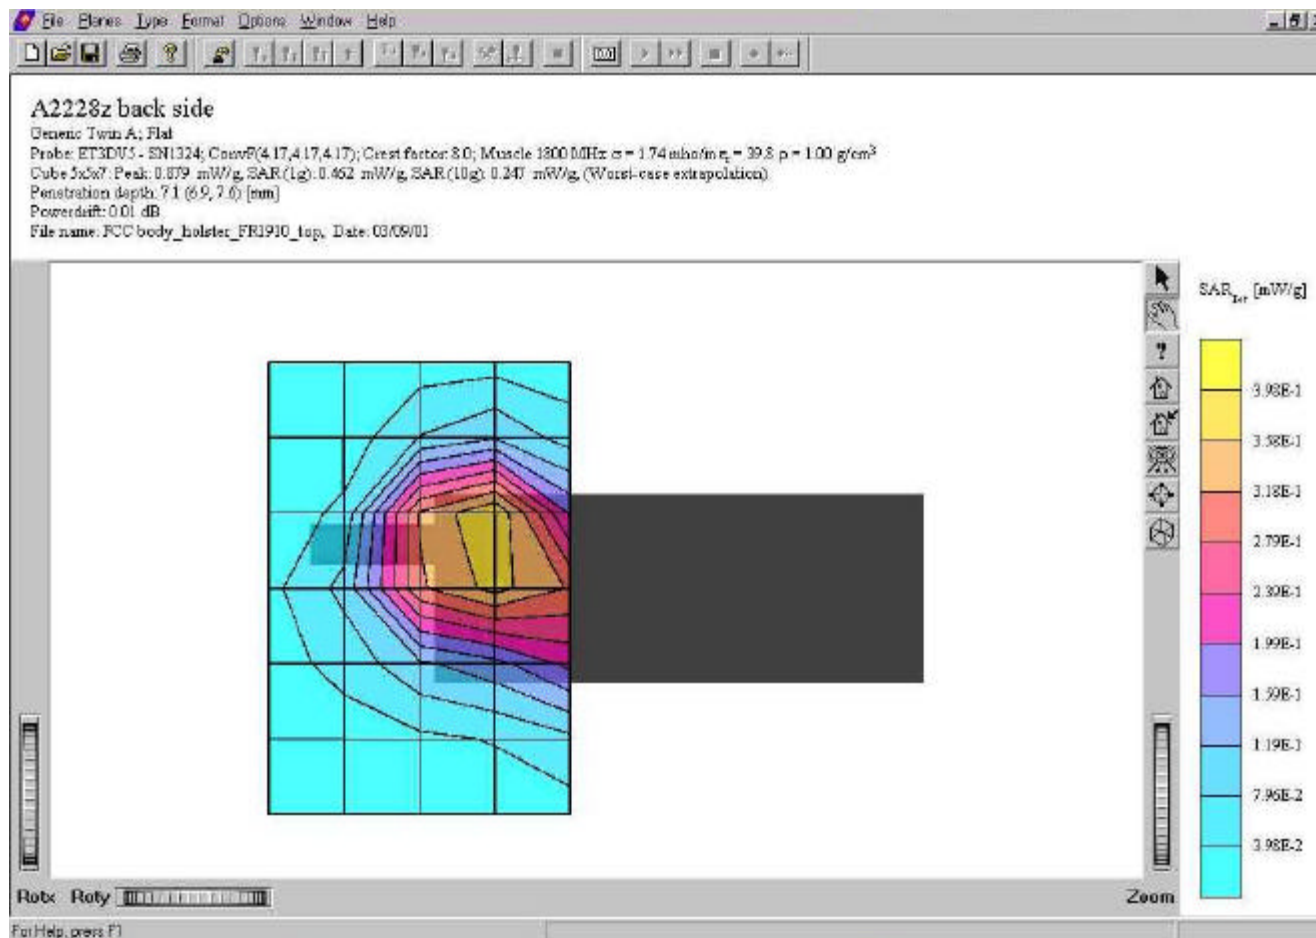 File Planes Type Format Options Window Help
A2228z back side
Generic Twin A; Flat
Probe: ET3DV5 - SN1324; ConvF(4.17,4.17,4.17); Crest factor: 8.0; Muscle 1800 MHz σ = 1.74 mho/m εr = 39.8 ρ = 1.00 g/cm³
Cube 5x5x7: Peak: 0.879 mW/g, SAR (1g): 0.462 mW/g, SAR (10g): 0.247 mW/g, (Worst-case extrapolation)
Penetration depth: 7.1 (6.9, 7.6) [mm]
Powerdrift: 0.01 dB
File name: FCC body_holster_FR1910_top, Date: 03/09/01
SARTot [mW/g]
3.98E-1
3.58E-1
3.18E-1
2.79E-1
2.39E-1
1.99E-1
1.59E-1
1.19E-1
7.96E-2
3.98E-2
Rotx Roty
Zoom
For Help, press F1